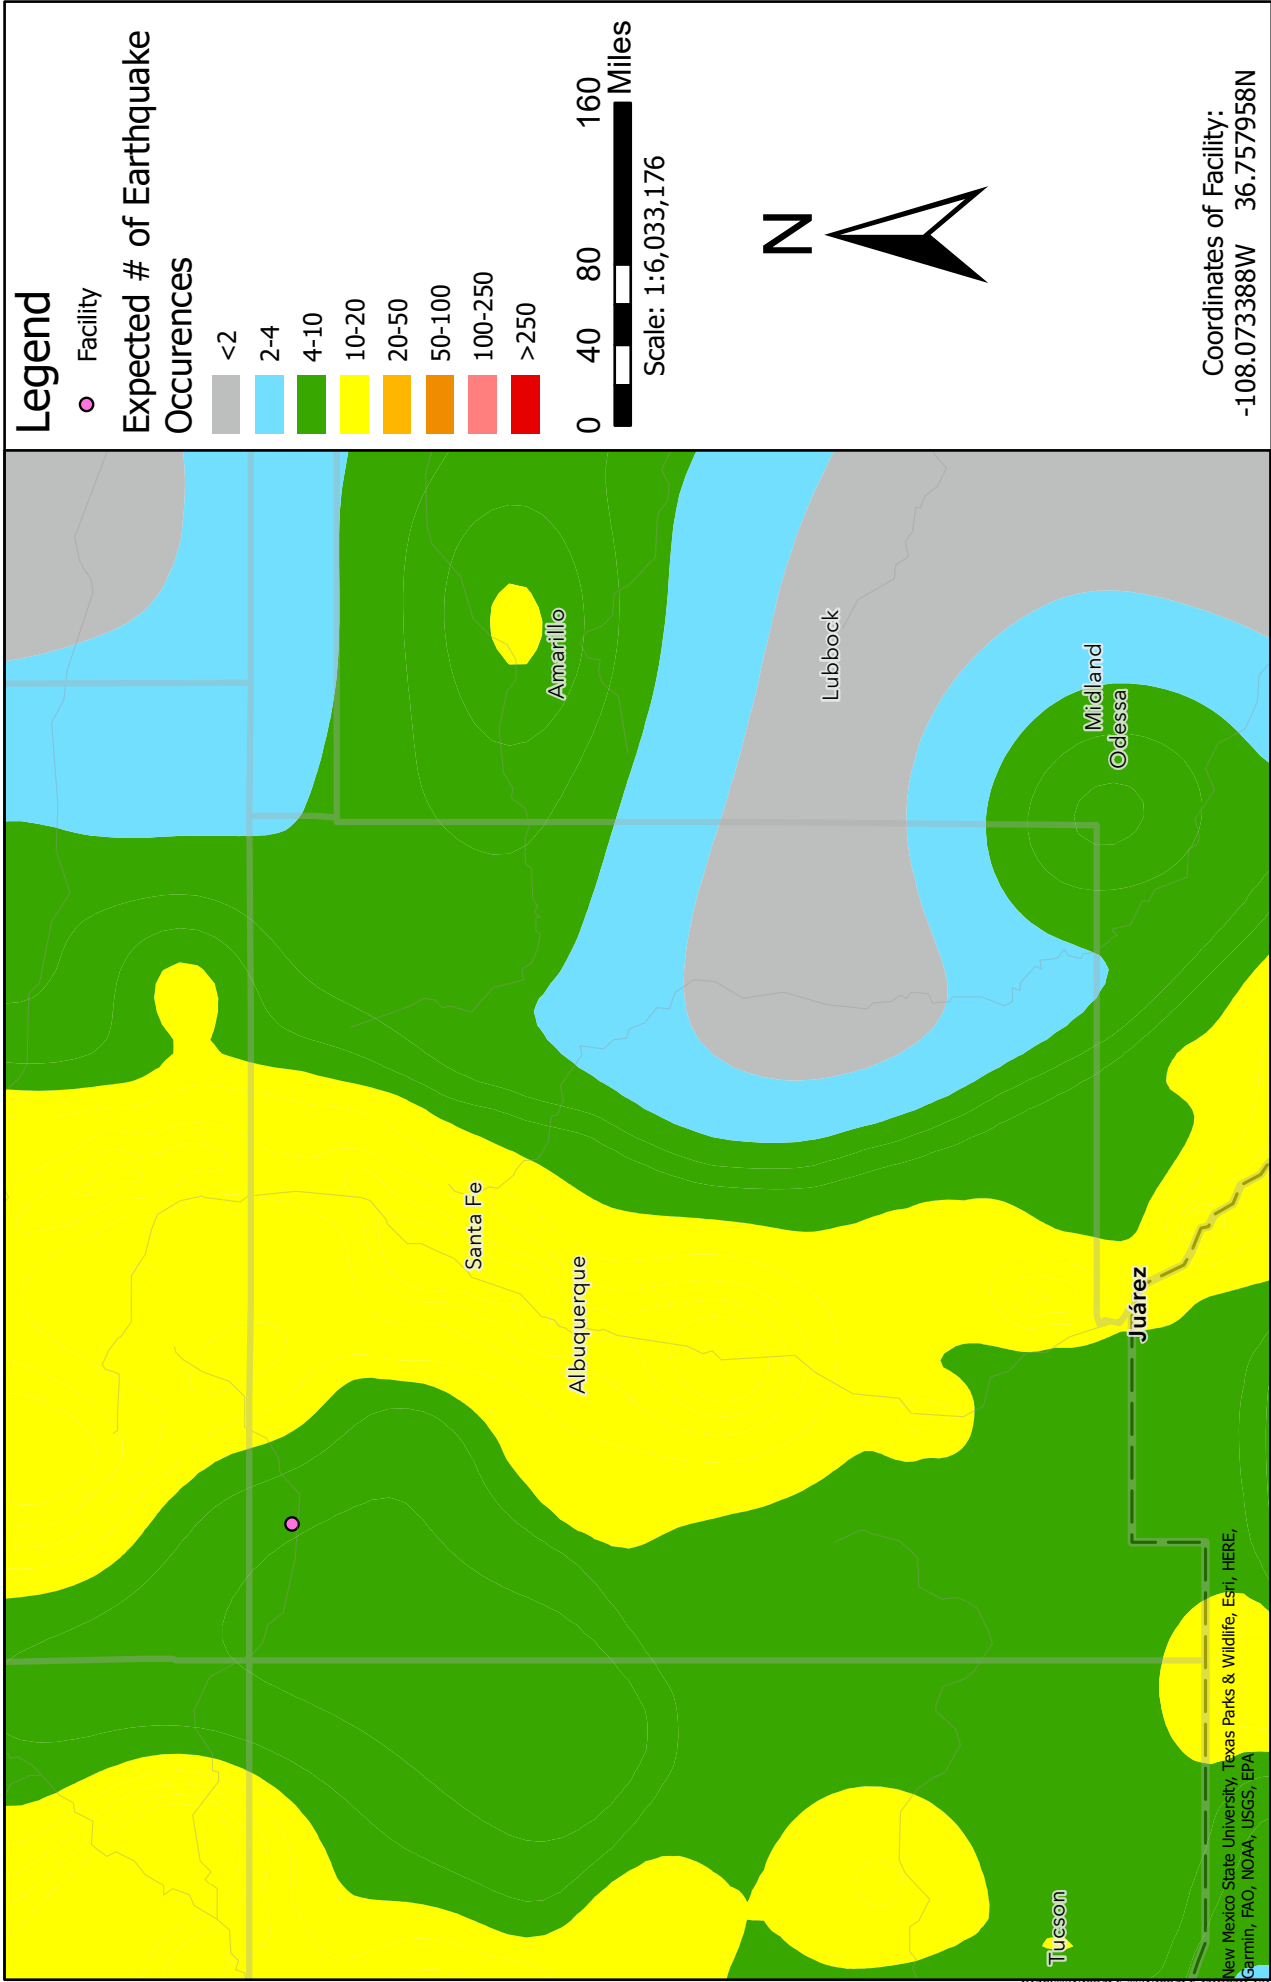 Legend
Facility
Expected # of Earthquake
Occurences
<2
2-4
4-10
10-20
20-50
50-100
100-250
>250
0 40 80 160
Miles
Scale: 1:6,033,176
N
Coordinates of Facility:
-108.073388W 36.757958N
Santa Fe
Amarillo
Albuquerque
Lubbock
Midland
Odessa
Tucson
Juárez
New Mexico State University, Texas Parks & Wildlife, Esri, HERE,
Garmin, FAO, NOAA, USGS, EPA